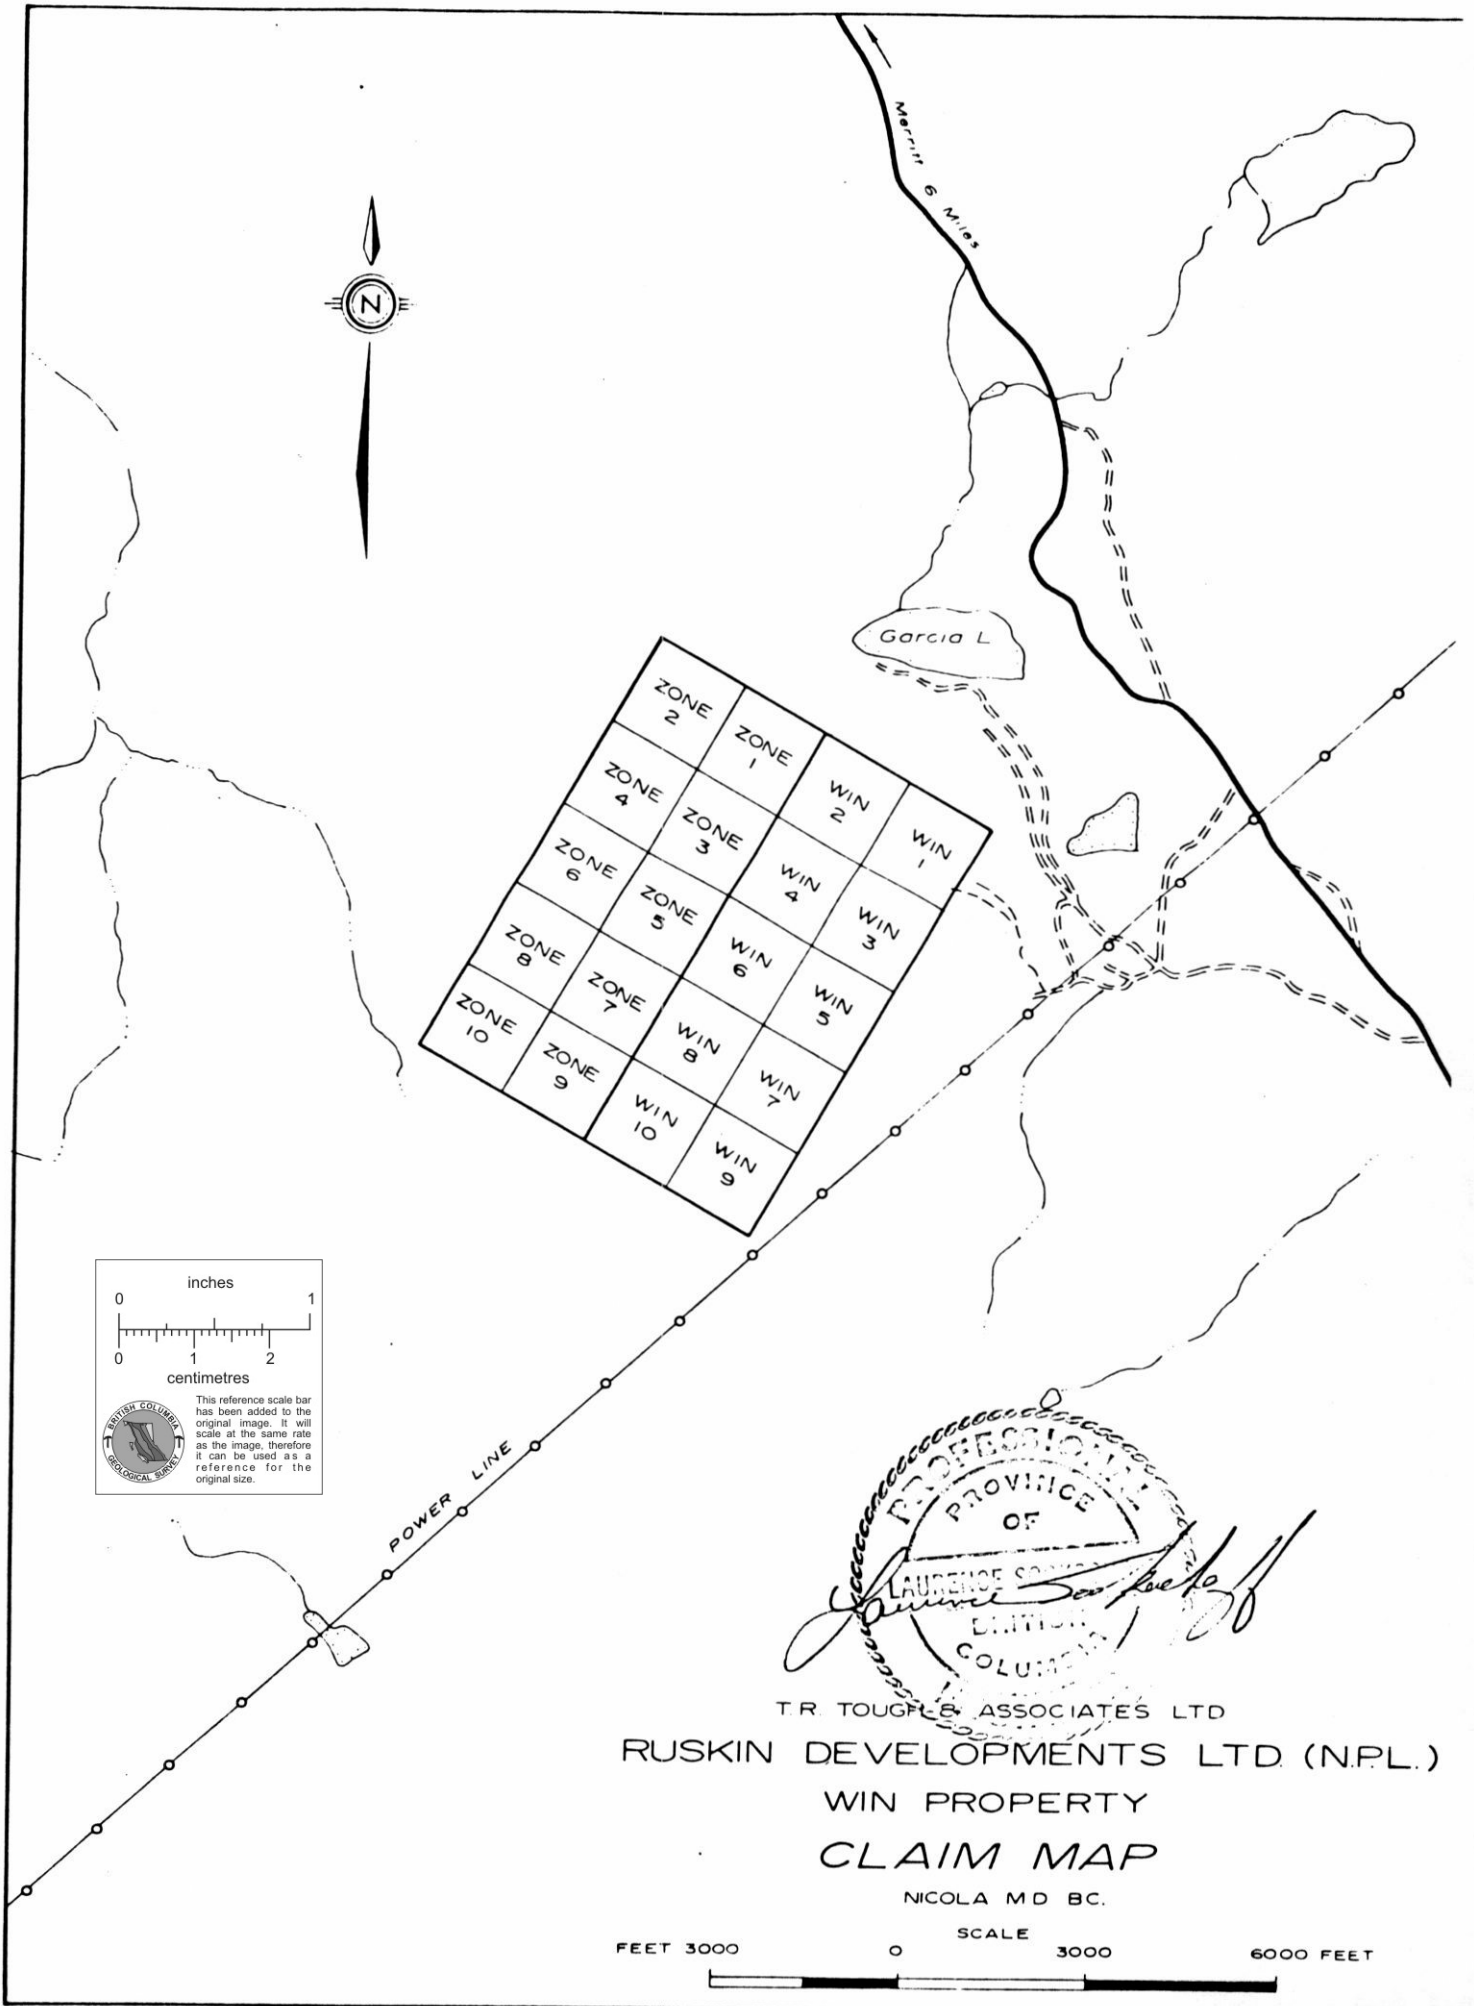 Merritt 6 Miles
N
Garcia L
ZONE
2
ZONE
1
WIN
2
WIN
1
ZONE
4
ZONE
3
WIN
4
WIN
3
ZONE
6
ZONE
5
WIN
6
WIN
5
ZONE
8
ZONE
7
WIN
8
WIN
7
ZONE
10
ZONE
9
WIN
10
WIN
9
inches
0 1
0 1 2
centimetres
BRITISH COLUMBIA
GEOLOGICAL SURVEY
This reference scale bar
has been added to the
original image. It will
scale at the same rate
as the image, therefore
it can be used as a
reference for the
original size.
POWER LINE
PROFESSIONAL
PROVINCE
OF
LAURENCE
BRITISH
COLUMBIA
T.R. TOUGH & ASSOCIATES LTD
RUSKIN DEVELOPMENTS LTD. (N.P.L.)
WIN PROPERTY
CLAIM MAP
NICOLA M D BC.
SCALE
FEET 3000 0 3000 6000 FEET